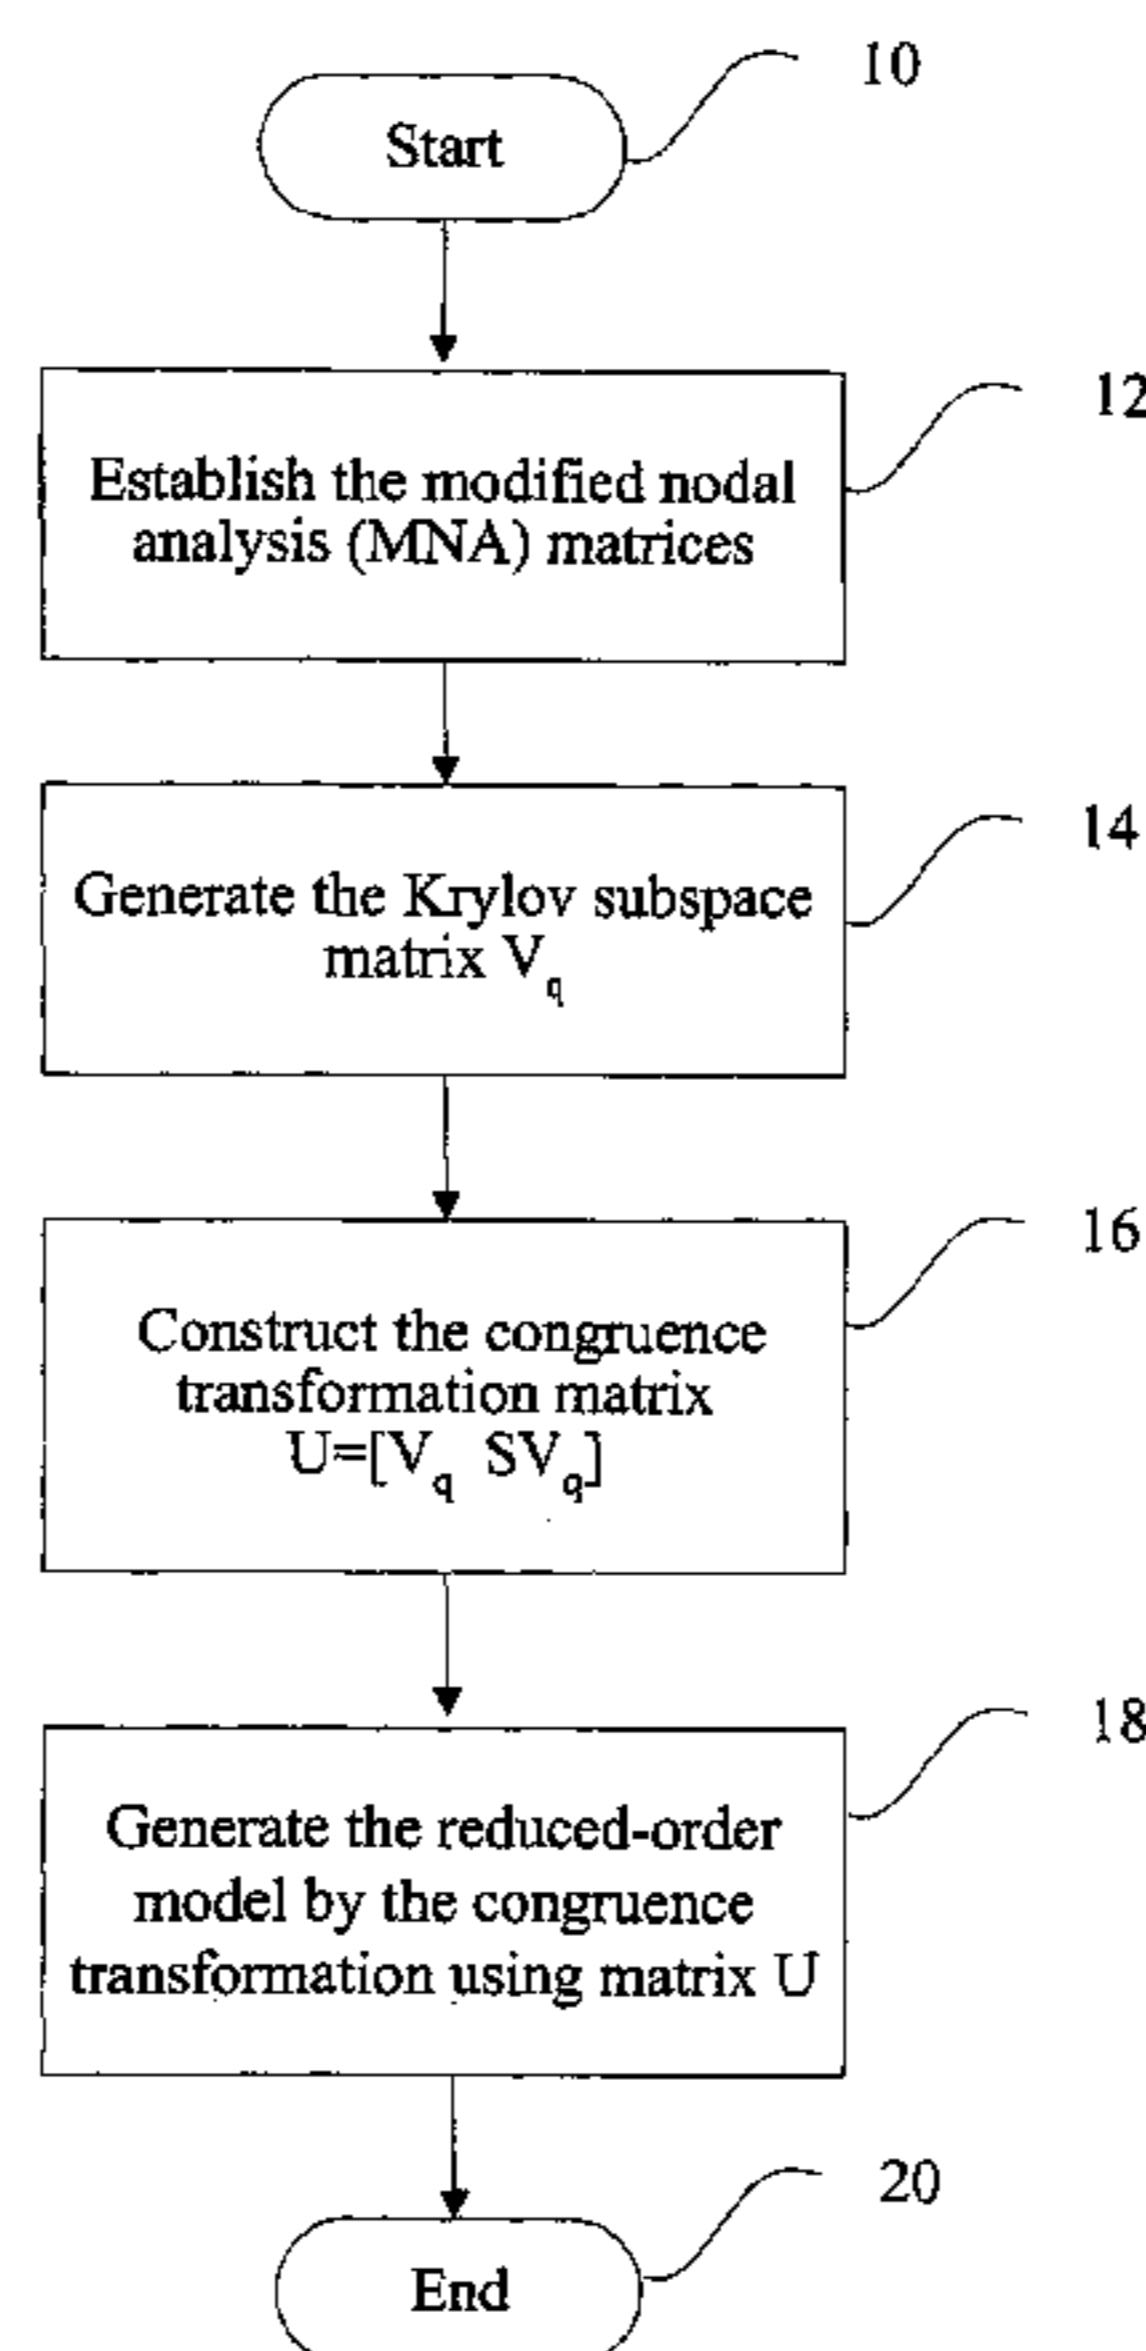 10
Start
12
Establish the modified nodal
analysis (MNA) matrices
14
Generate the Krylov subspace
matrix V_q
16
Construct the congruence
transformation matrix
U=[V_q SV_q]
18
Generate the reduced-order
model by the congruence
transformation using matrix U
20
End